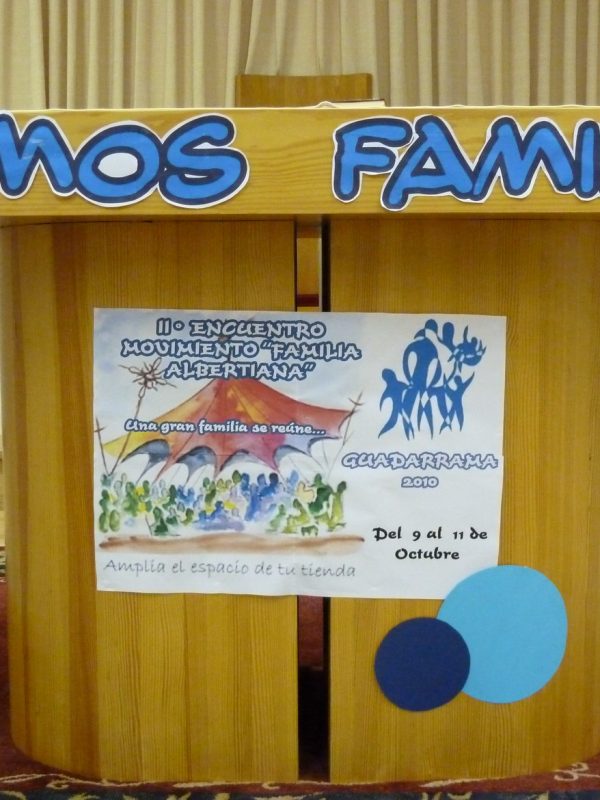 MOS FAMI
II° ENCUENTRO
MOVIMIENTO "FAMILIA
ALBERTIANA"
Una gran familia se reúne...
GUADARRAMA
2010
Del 9 al 11 de
Octubre
Amplia el espacio de tu tienda